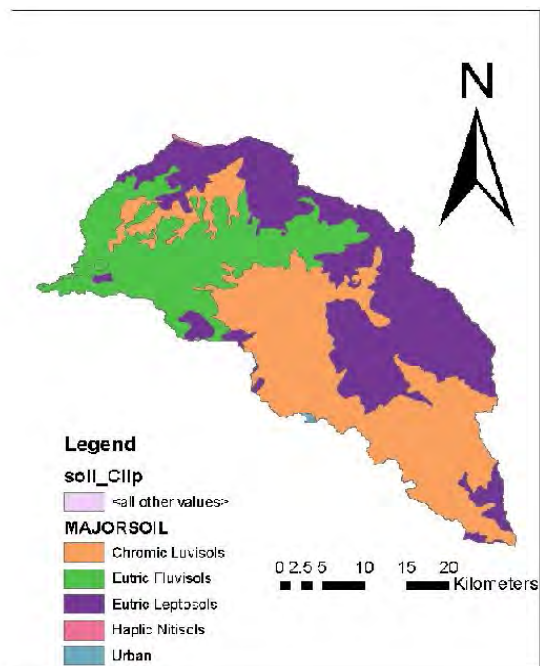 N
Legend
soil_Clip
<all other values>
MAJORSOIL
Chromic Luvisols
Eutric Fluvisols
Eutric Leptosols
Haplic Nitisols
Urban
0 2.5 5 10 15 20
Kilometers